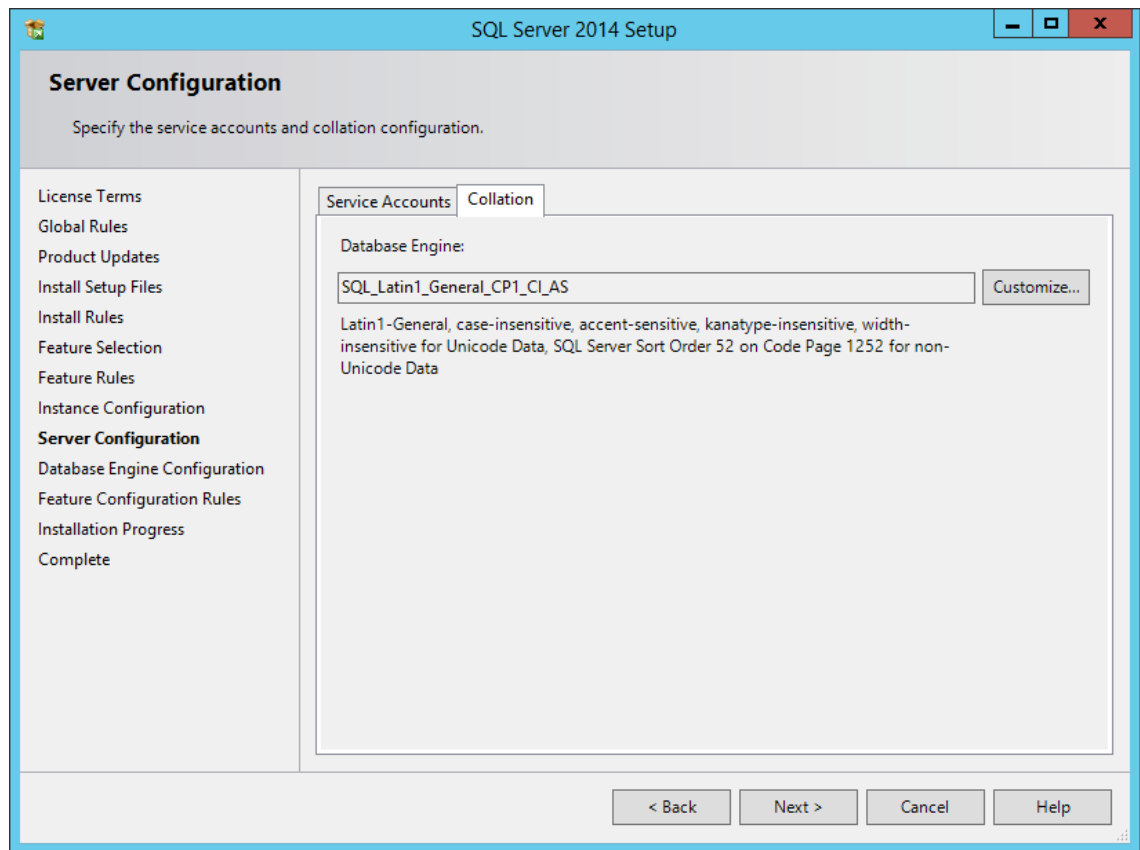 SQL Server 2014 Setup
Server Configuration
Specify the service accounts and collation configuration.
License Terms
Global Rules
Product Updates
Install Setup Files
Install Rules
Feature Selection
Feature Rules
Instance Configuration
Server Configuration
Database Engine Configuration
Feature Configuration Rules
Installation Progress
Complete
Service Accounts Collation
Database Engine:
SQL_Latin1_General_CP1_CI_AS Customize...
Latin1-General, case-insensitive, accent-sensitive, kanatype-insensitive, width-
insensitive for Unicode Data, SQL Server Sort Order 52 on Code Page 1252 for non-
Unicode Data
< Back Next > Cancel Help